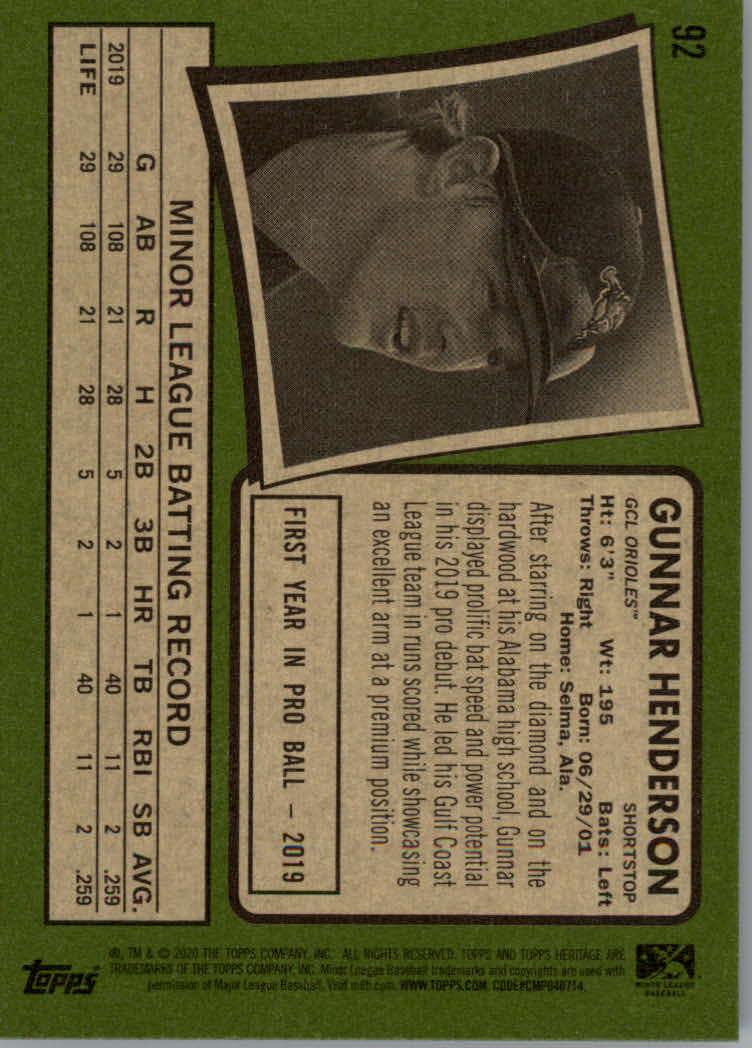 92
GUNNAR HENDERSON
GCL ORIOLES™ SHORTSTOP
Ht: 6'3" Wt: 195 Bats: Left
Throws: Right Born: 06/29/01
Home: Selma, Ala.
After starring on the diamond and on the
hardwood at his Alabama high school, Gunnar
displayed prolific bat speed and power potential
in his 2019 pro debut. He led his Gulf Coast
League team in runs scored while showcasing
an excellent arm at a premium position.
FIRST YEAR IN PRO BALL – 2019
MINOR LEAGUE BATTING RECORD
G AB R H 2B 3B HR TB RBI SB AVG.
2019 29 108 21 28 5 2 1 40 11 2 .259
LIFE 29 108 21 28 5 2 1 40 11 2 .259
MINOR LEAGUE
BASEBALL
®, TM & © 2020 THE TOPPS COMPANY, INC. ALL RIGHTS RESERVED. TOPPS AND TOPPS HERITAGE ARE
TRADEMARKS OF THE TOPPS COMPANY, INC. Minor League Baseball trademarks and copyrights are used with
permission of Major League Baseball. Visit milb.com. WWW.TOPPS.COM CODE#CMP040714
topps